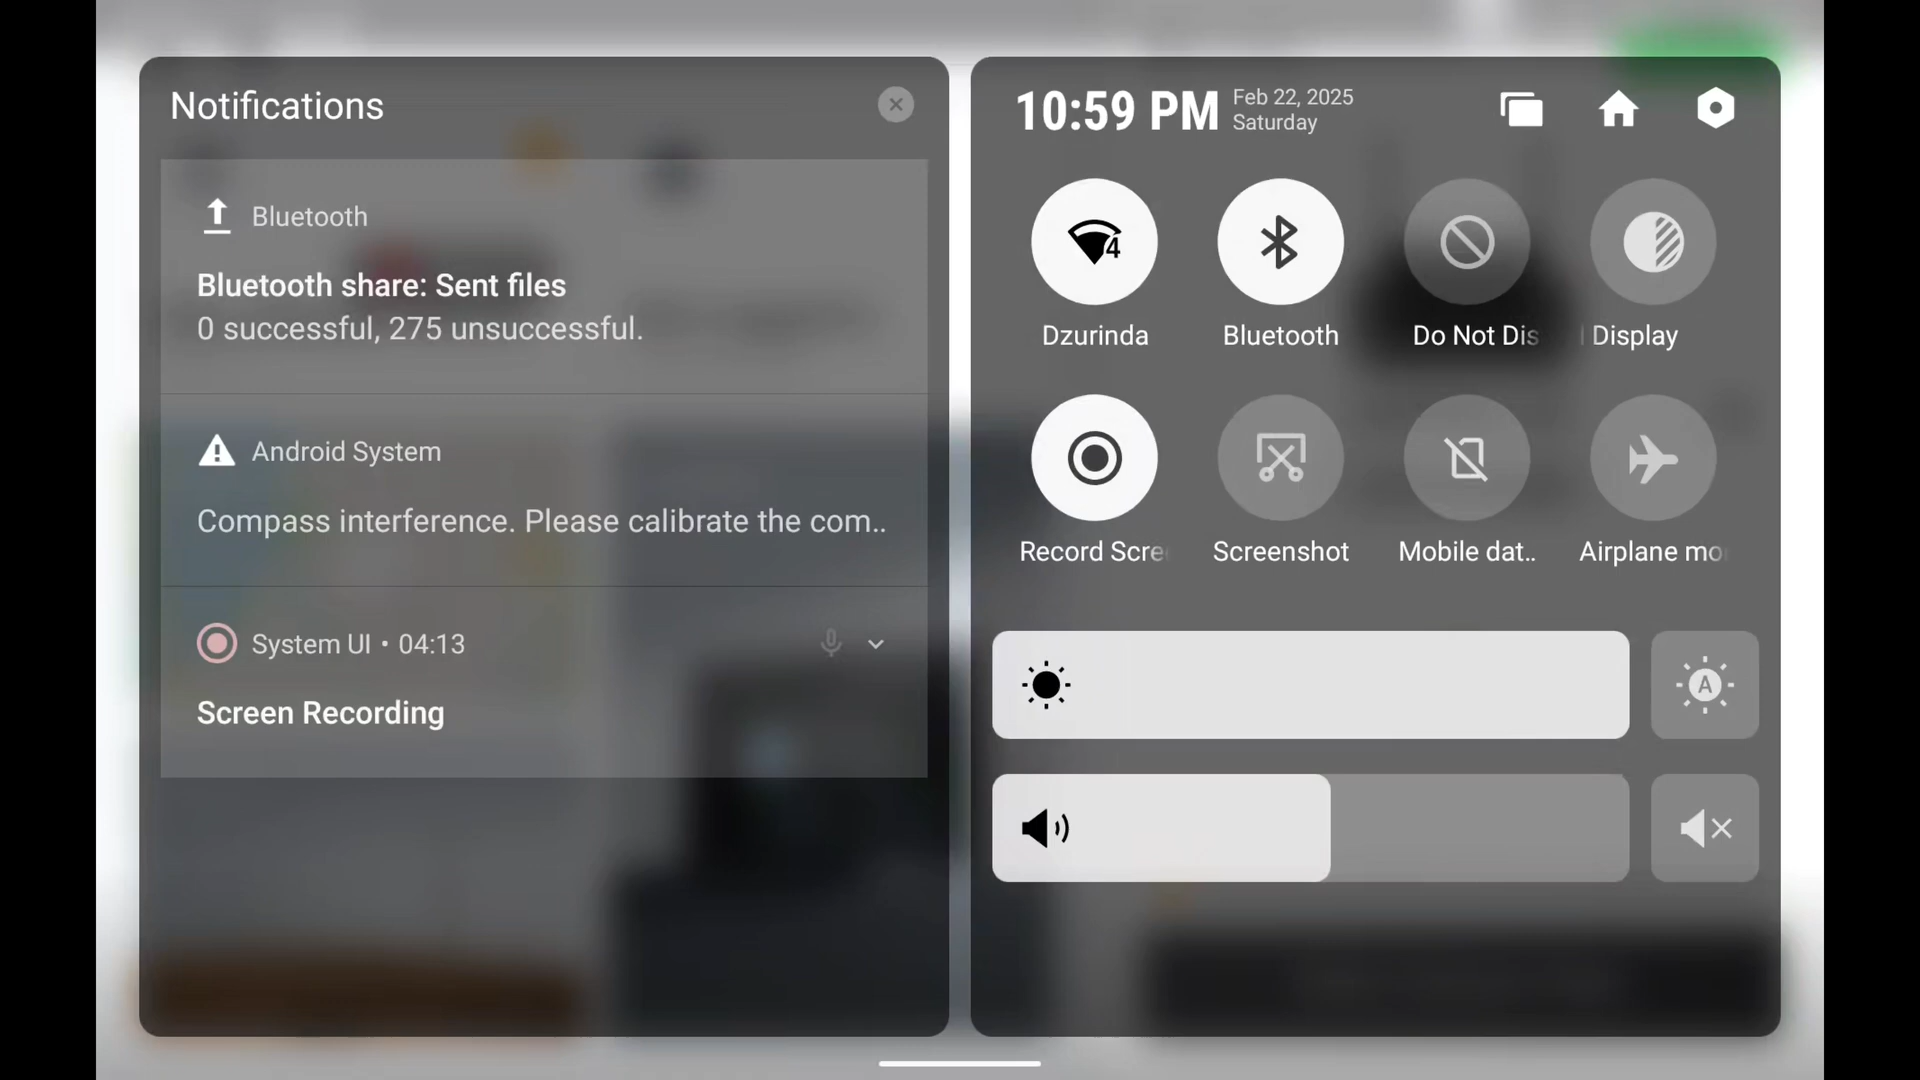 Notifications
Bluetooth
Bluetooth share: Sent files
0 successful, 275 unsuccessful.
Android System
Compass interference. Please calibrate the com..
System UI • 04:13
Screen Recording
10:59 PM
Feb 22, 2025
Saturday
4
Dzurinda
Bluetooth
Do Not Dis
Display
Record Scre
Screenshot
Mobile dat..
Airplane mo
A